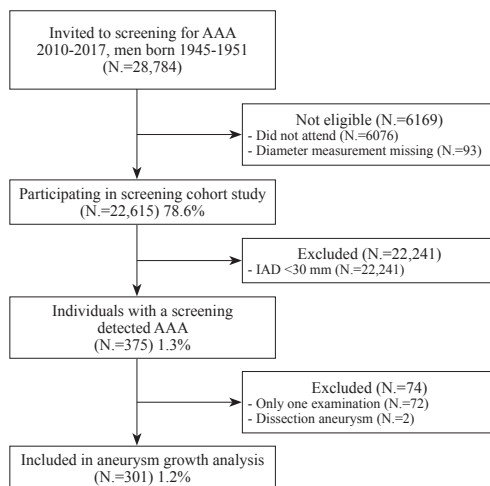 Invited to screening for AAA
2010-2017, men born 1945-1951
(N.=28,784)
Not eligible (N.=6169)
- Did not attend (N.=6076)
- Diameter measurement missing (N.=93)
Participating in screening cohort study
(N.=22,615) 78.6%
Excluded (N.=22,241)
- IAD <30 mm (N.=22,241)
Individuals with a screening
detected AAA
(N.=375) 1.3%
Excluded (N.=74)
- Only one examination (N.=72)
- Dissection aneurysm (N.=2)
Included in aneurysm growth analysis
(N.=301) 1.2%